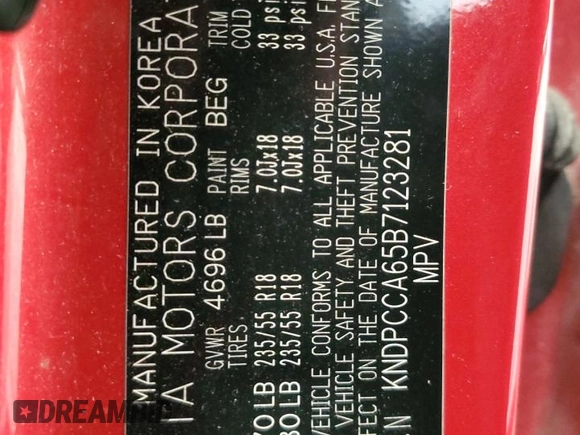 MANUFACTURED IN KOREA
IA MOTORS CORPORA
GVWR 4696 LB PAINT BEG TRIM
TIRES RIMS COLD
70 LB 235/55 R18 7.0Jx18 33 psi
30 LB 235/55 R18 7.0Jx18 33 psi
VEHICLE CONFORMS TO ALL APPLICABLE U.S.A. F
VEHICLE SAFETY, AND THEFT PREVENTION STAN
FECT ON THE DATE OF MANUFACTURE SHOWN A
N KNDPCCA65B7123281
MPV
DREAM